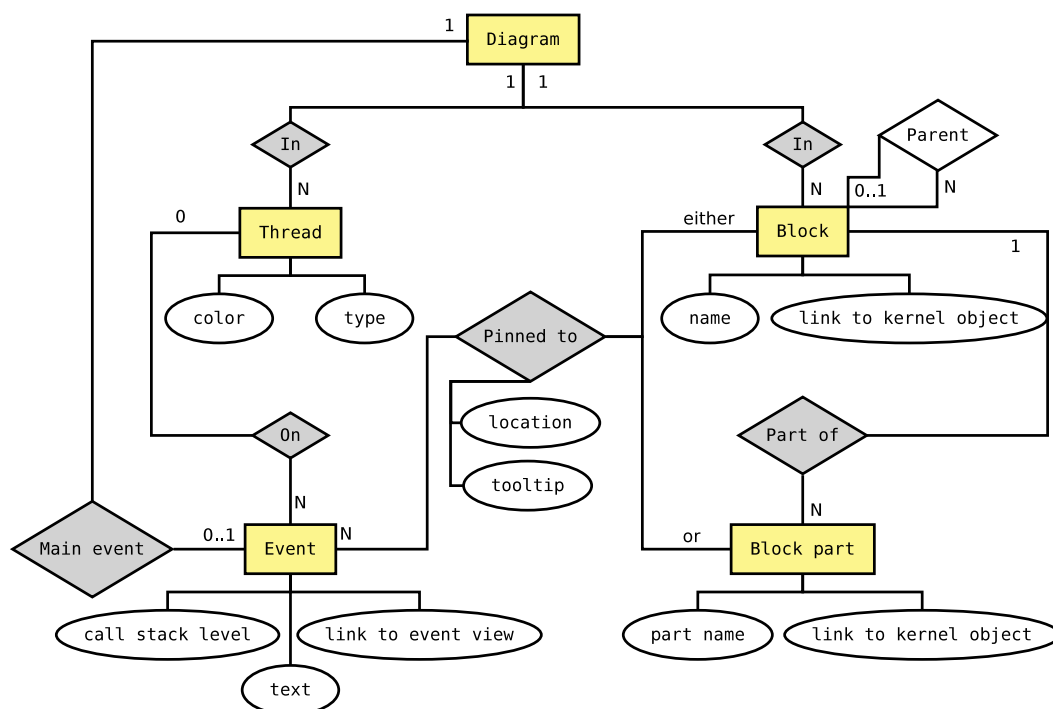 1
Diagram
1
1
In
In
Parent
N
N
0..1
N
0
Thread
either
Block
1
color
type
name
link to kernel object
Pinned to
location
On
Part of
tooltip
N
N
Main event
0..1
Event
N
or
Block part
call stack level
link to event view
part name
link to kernel object
text